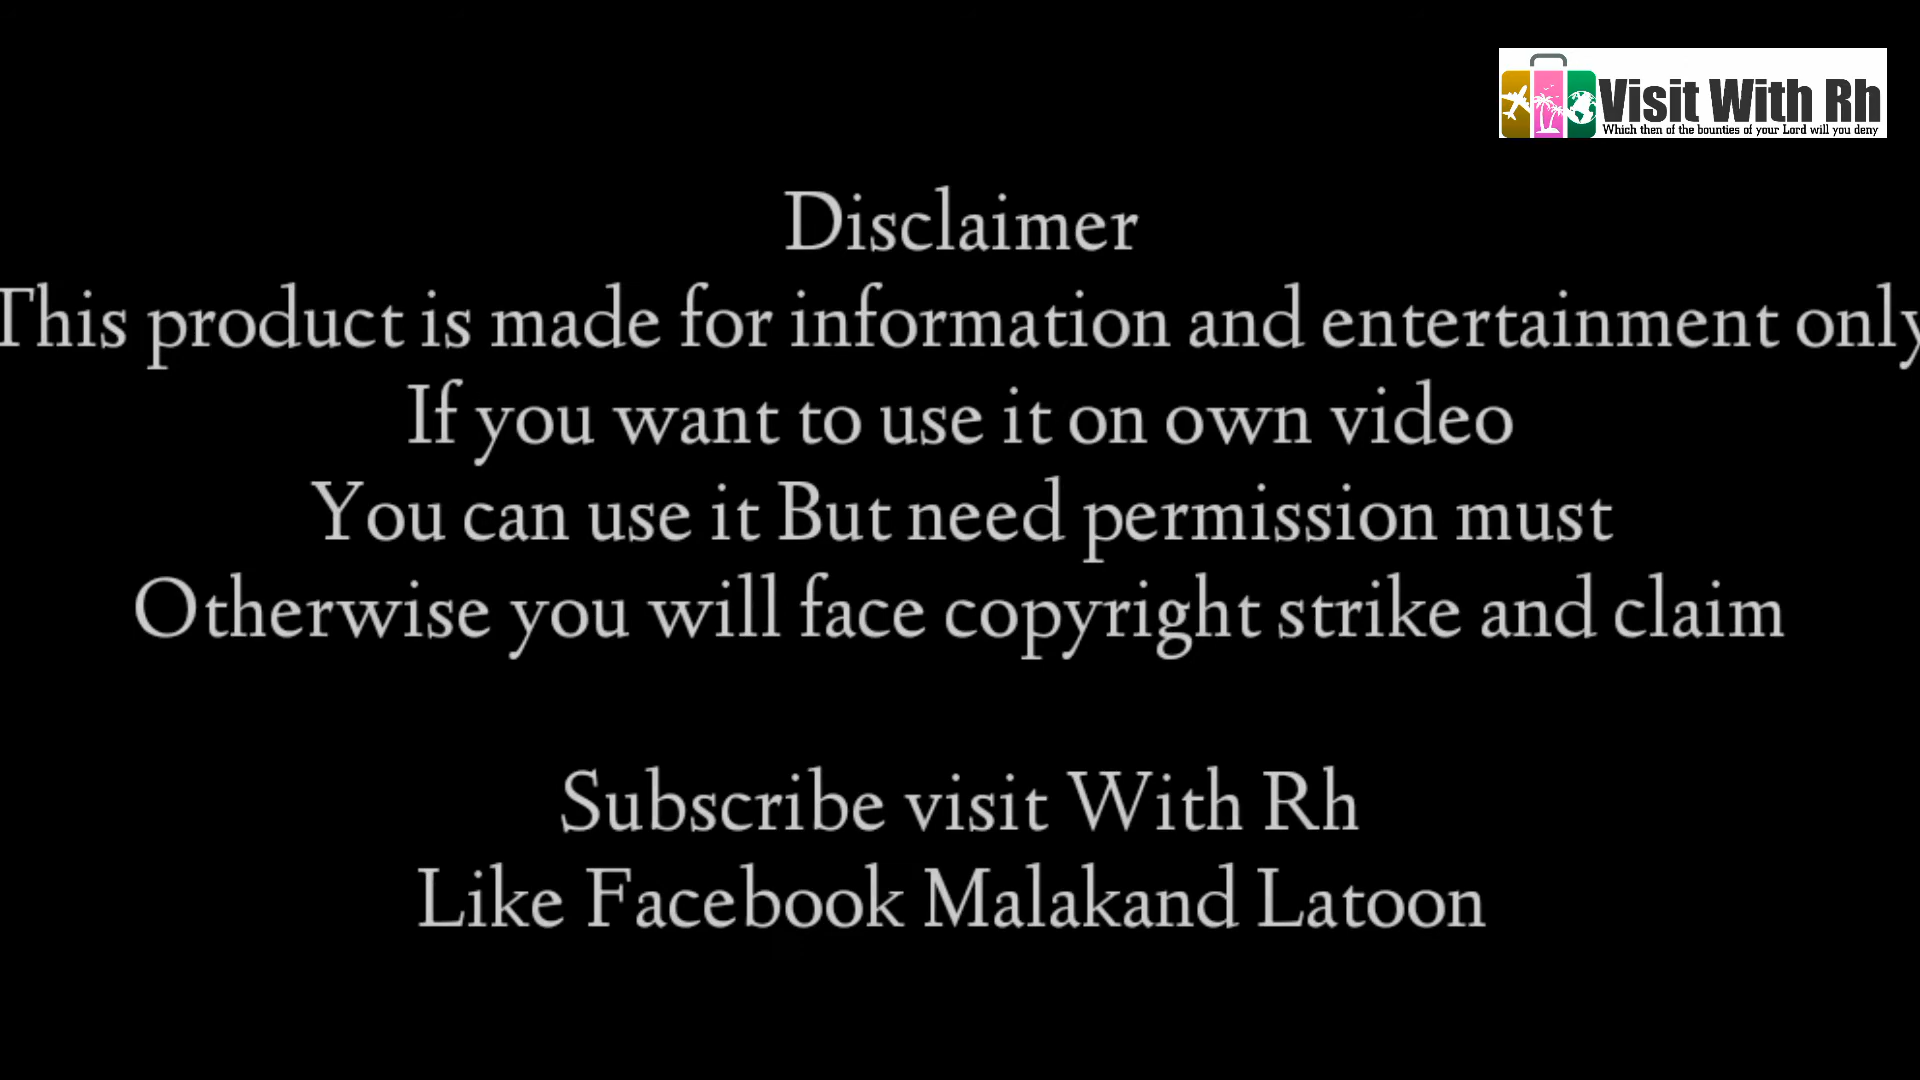 Visit With Rh
Which then of the bounties of your Lord will you deny
Disclaimer
This product is made for information and entertainment only
If you want to use it on own video
You can use it But need permission must
Otherwise you will face copyright strike and claim
Subscribe visit With Rh
Like Facebook Malakand Latoon